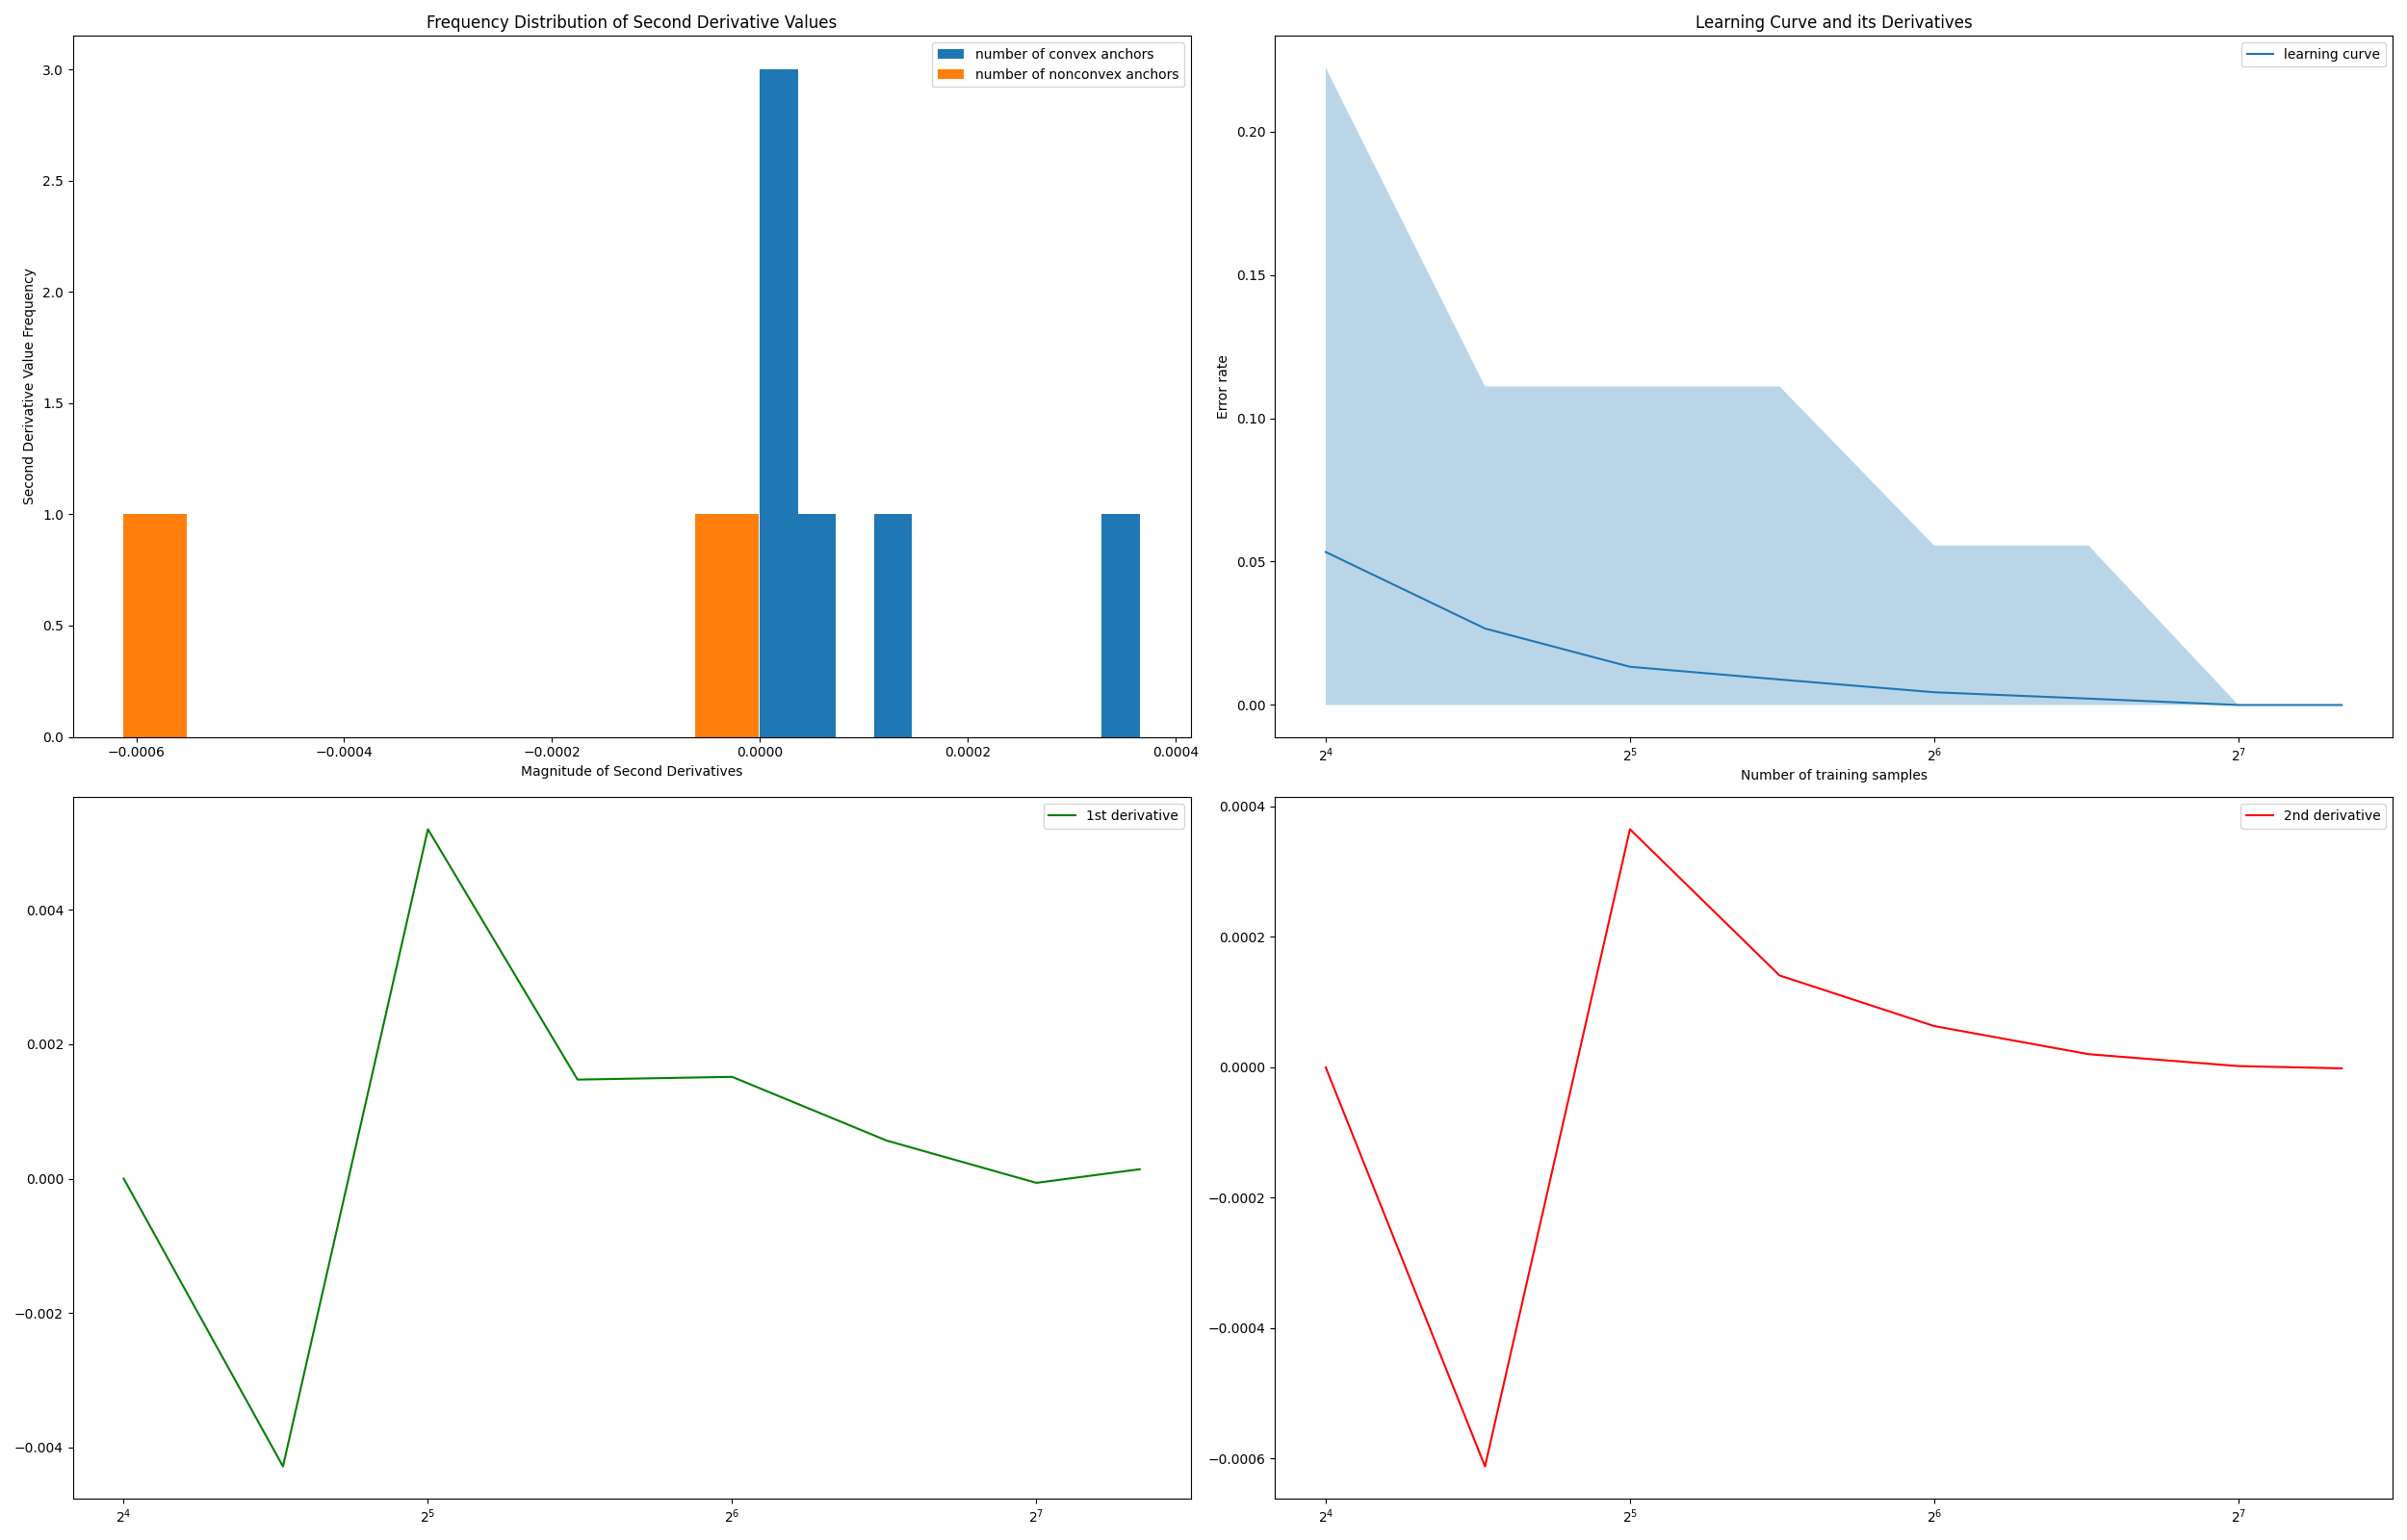 Frequency Distribution of Second Derivative Values
number of convex anchors
number of nonconvex anchors
3.0
2.5
2.0
1.5
1.0
0.5
0.0
Second Derivative Value Frequency
−0.0006 −0.0004 −0.0002 0.0000 0.0002 0.0004
Magnitude of Second Derivatives
Learning Curve and its Derivatives
learning curve
0.20
0.15
0.10
0.05
0.00
Error rate
2⁴ 2⁵ 2⁶ 2⁷
Number of training samples
1st derivative
0.004
0.002
0.000
−0.002
−0.004
2⁴ 2⁵ 2⁶ 2⁷
2nd derivative
0.0004
0.0002
0.0000
−0.0002
−0.0004
−0.0006
2⁴ 2⁵ 2⁶ 2⁷